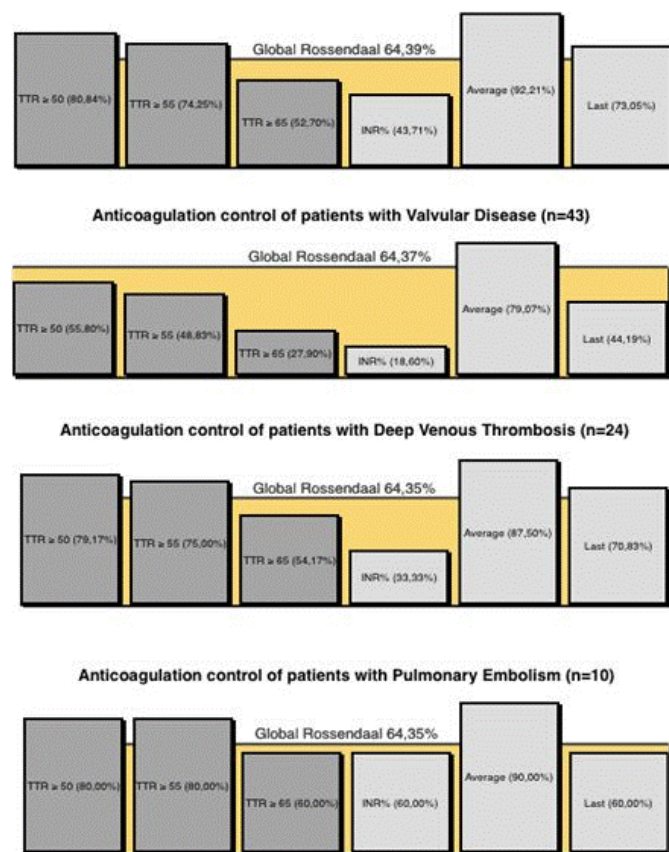 Global Rossendaal 64,39%
TTR ≥ 50 (80,84%)
TTR ≥ 55 (74,25%)
TTR ≥ 65 (52,70%)
INR% (43,71%)
Average (92,21%)
Last (73,05%)
Anticoagulation control of patients with Valvular Disease (n=43)
Global Rossendaal 64,37%
TTR ≥ 50 (55,80%)
TTR ≥ 55 (48,83%)
TTR ≥ 65 (27,90%)
INR% (18,60%)
Average (79,07%)
Last (44,19%)
Anticoagulation control of patients with Deep Venous Thrombosis (n=24)
Global Rossendaal 64,35%
TTR ≥ 50 (79,17%)
TTR ≥ 55 (75,00%)
TTR ≥ 65 (54,17%)
INR% (33,33%)
Average (87,50%)
Last (70,83%)
Anticoagulation control of patients with Pulmonary Embolism (n=10)
Global Rossendaal 64,35%
TTR ≥ 50 (80,00%)
TTR ≥ 55 (80,00%)
TTR ≥ 65 (60,00%)
INR% (60,00%)
Average (90,00%)
Last (60,00%)